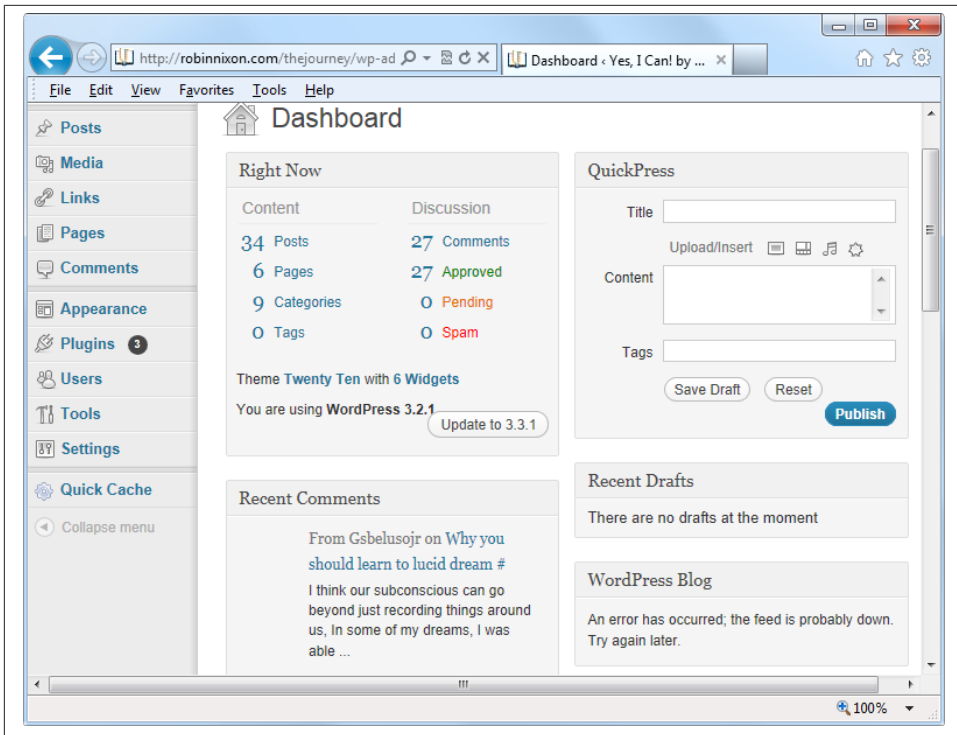 http://robinnixon.com/thejourney/wp-ad
Dashboard ‹ Yes, I Can! by ...
File Edit View Favorites Tools Help
Posts
Media
Links
Pages
Comments
Appearance
Plugins 3
Users
Tools
Settings
Quick Cache
Collapse menu
Dashboard
Right Now
Content Discussion
34 Posts 27 Comments
6 Pages 27 Approved
9 Categories 0 Pending
0 Tags 0 Spam
Theme Twenty Ten with 6 Widgets
You are using WordPress 3.2.1
Update to 3.3.1
Recent Comments
From Gsbelusojr on Why you
should learn to lucid dream #
I think our subconscious can go
beyond just recording things around
us, In some of my dreams, I was
able ...
QuickPress
Title
Upload/Insert
Content
Tags
Save Draft Reset
Publish
Recent Drafts
There are no drafts at the moment
WordPress Blog
An error has occurred; the feed is probably down.
Try again later.
100%